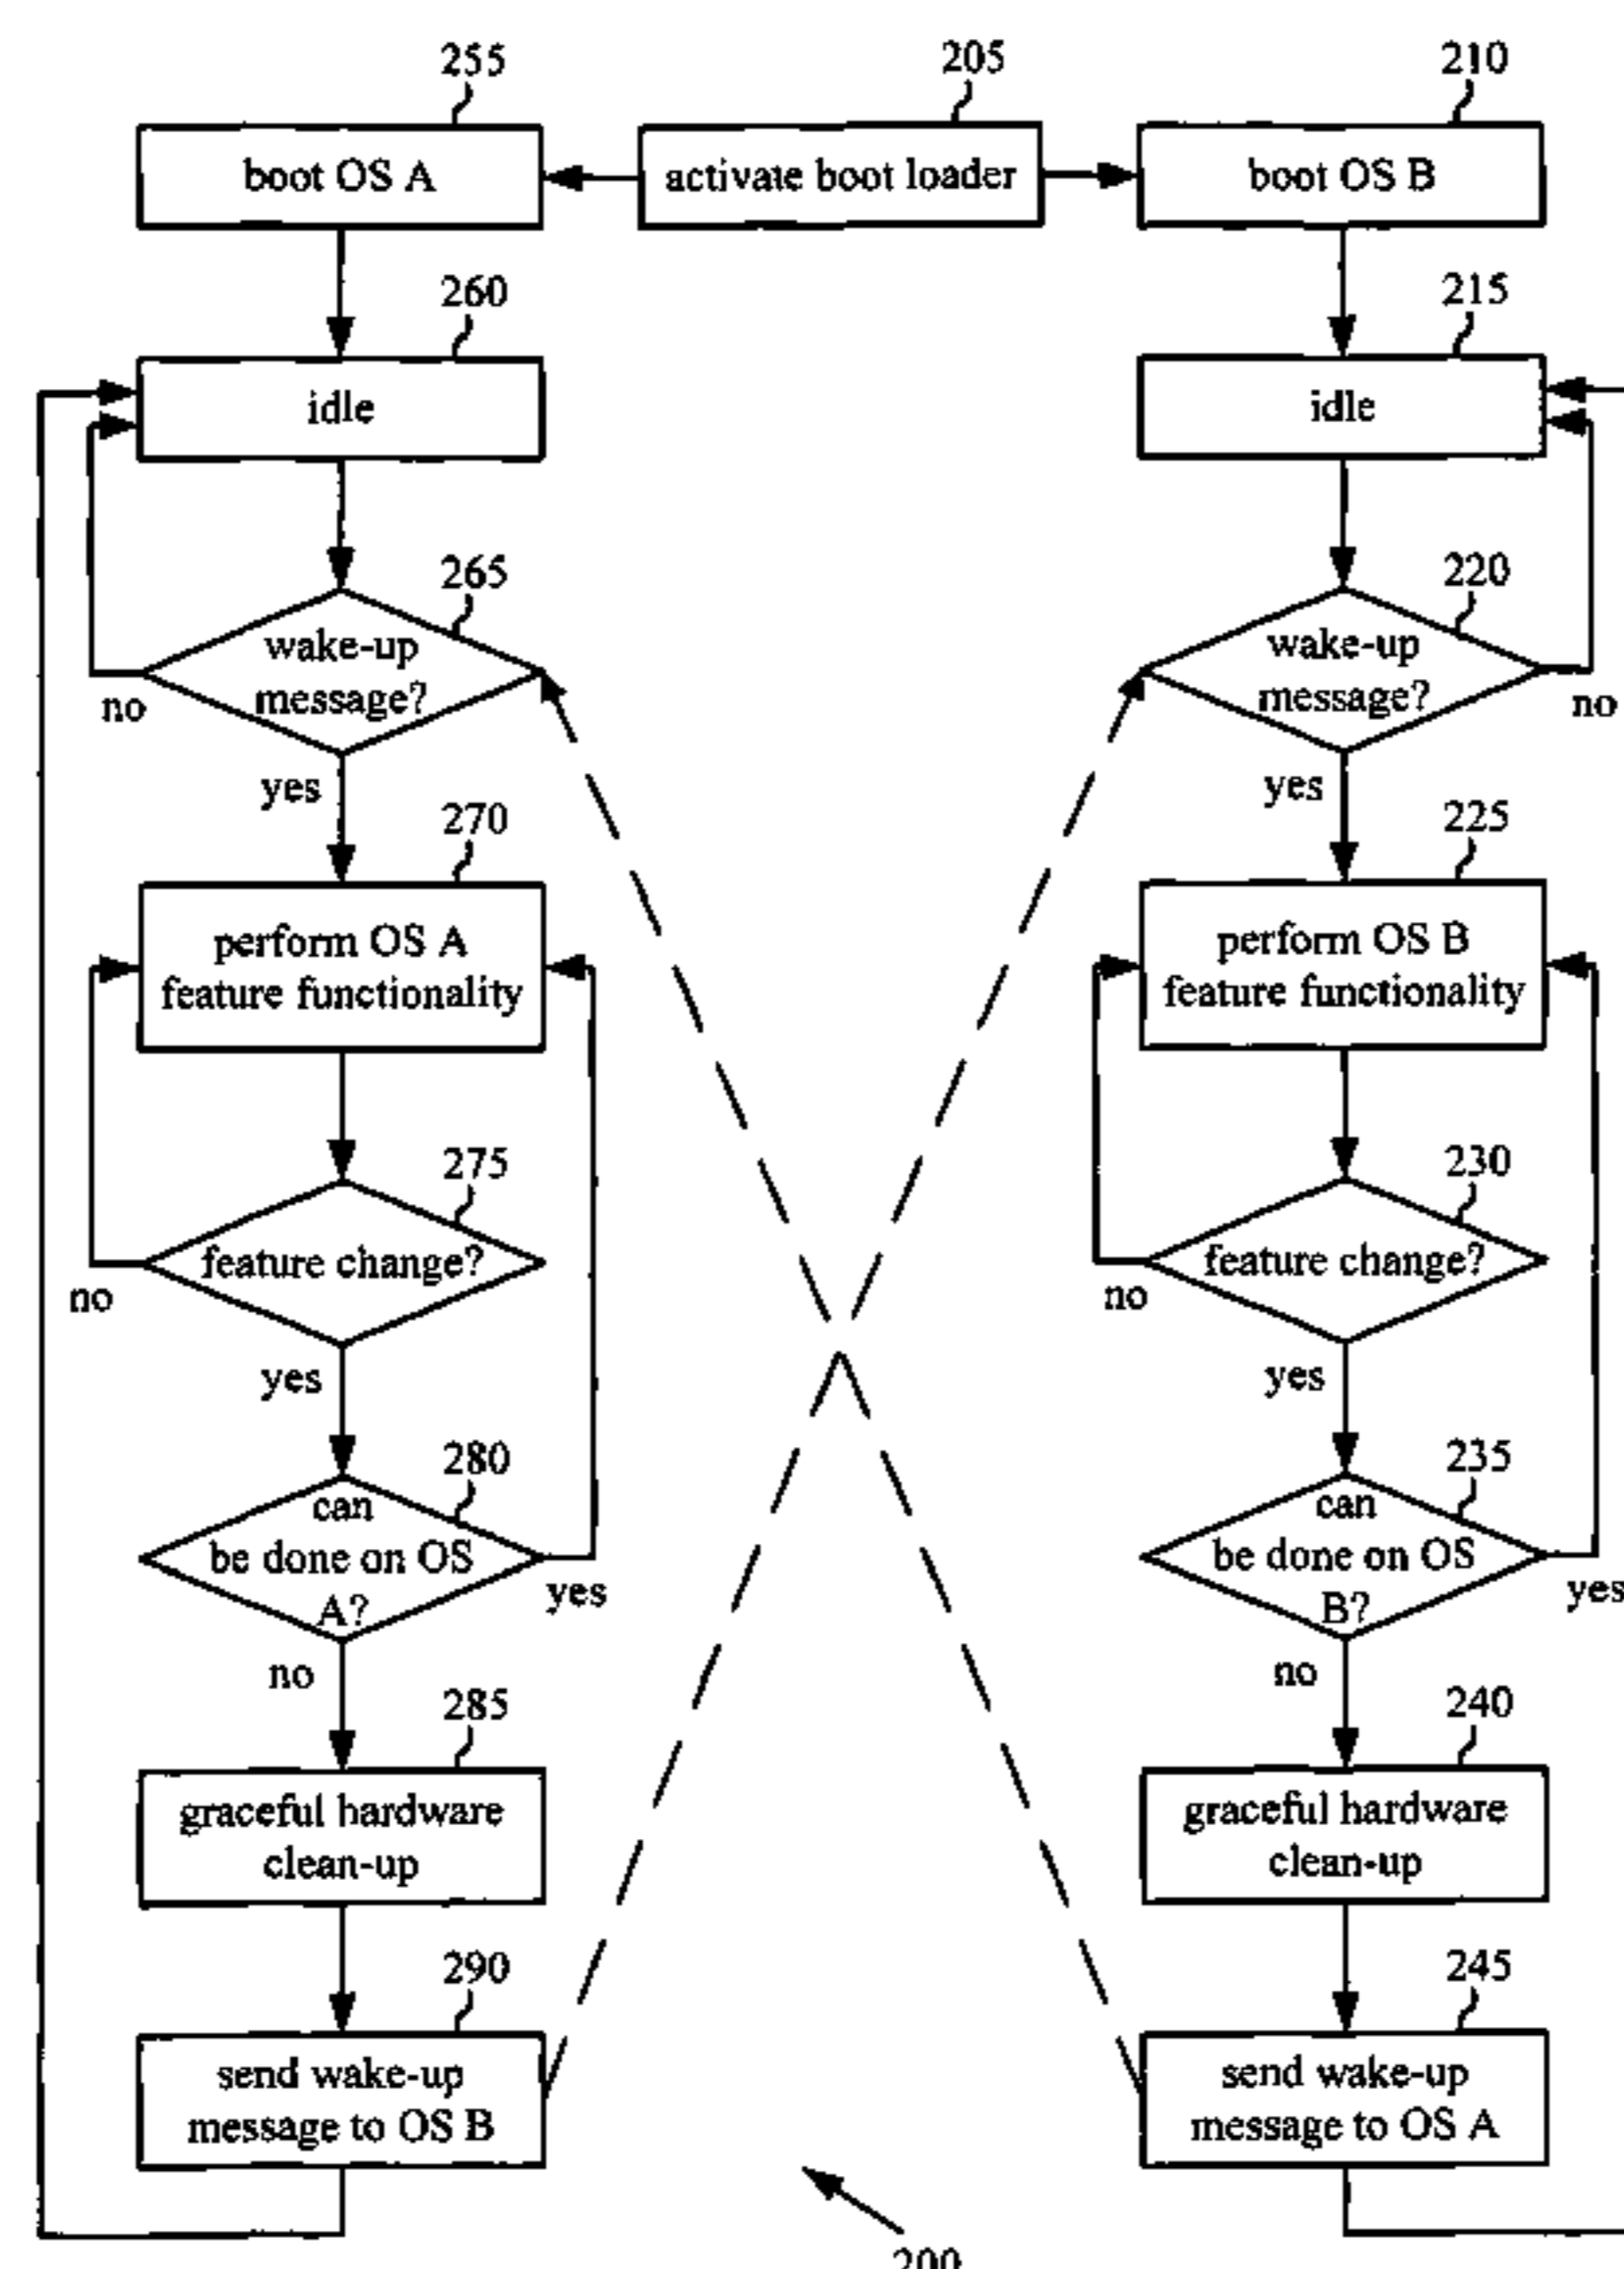 255
205
210
boot OS A
activate boot loader
boot OS B
260
215
idle
idle
265
220
wake-up
message?
wake-up
message?
no
no
yes
yes
270
225
perform OS A
feature functionality
perform OS B
feature functionality
275
230
feature change?
feature change?
no
no
yes
yes
280
235
can
be done on OS
A?
can
be done on OS
B?
yes
yes
no
no
285
240
graceful hardware
clean-up
graceful hardware
clean-up
290
245
send wake-up
message to OS B
send wake-up
message to OS A
200